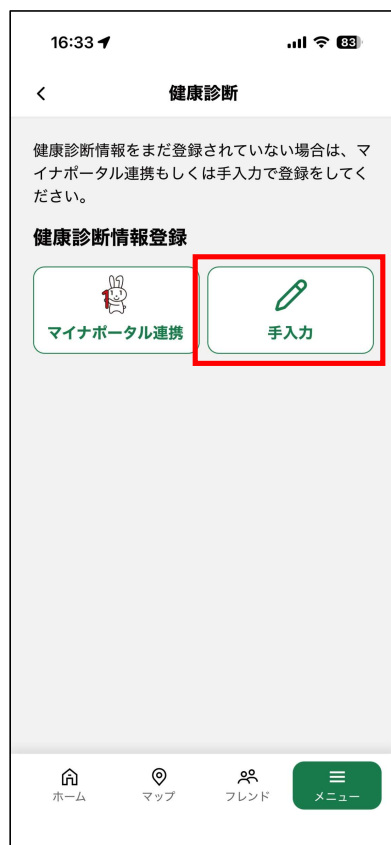 16:33
83
健康診断
健康診断情報をまだ登録されていない場合は、マ
イナポータル連携もしくは手入力で登録をしてく
ださい。
健康診断情報登録
マイナポータル連携
手入力
ホーム
マップ
フレンド
メニュー